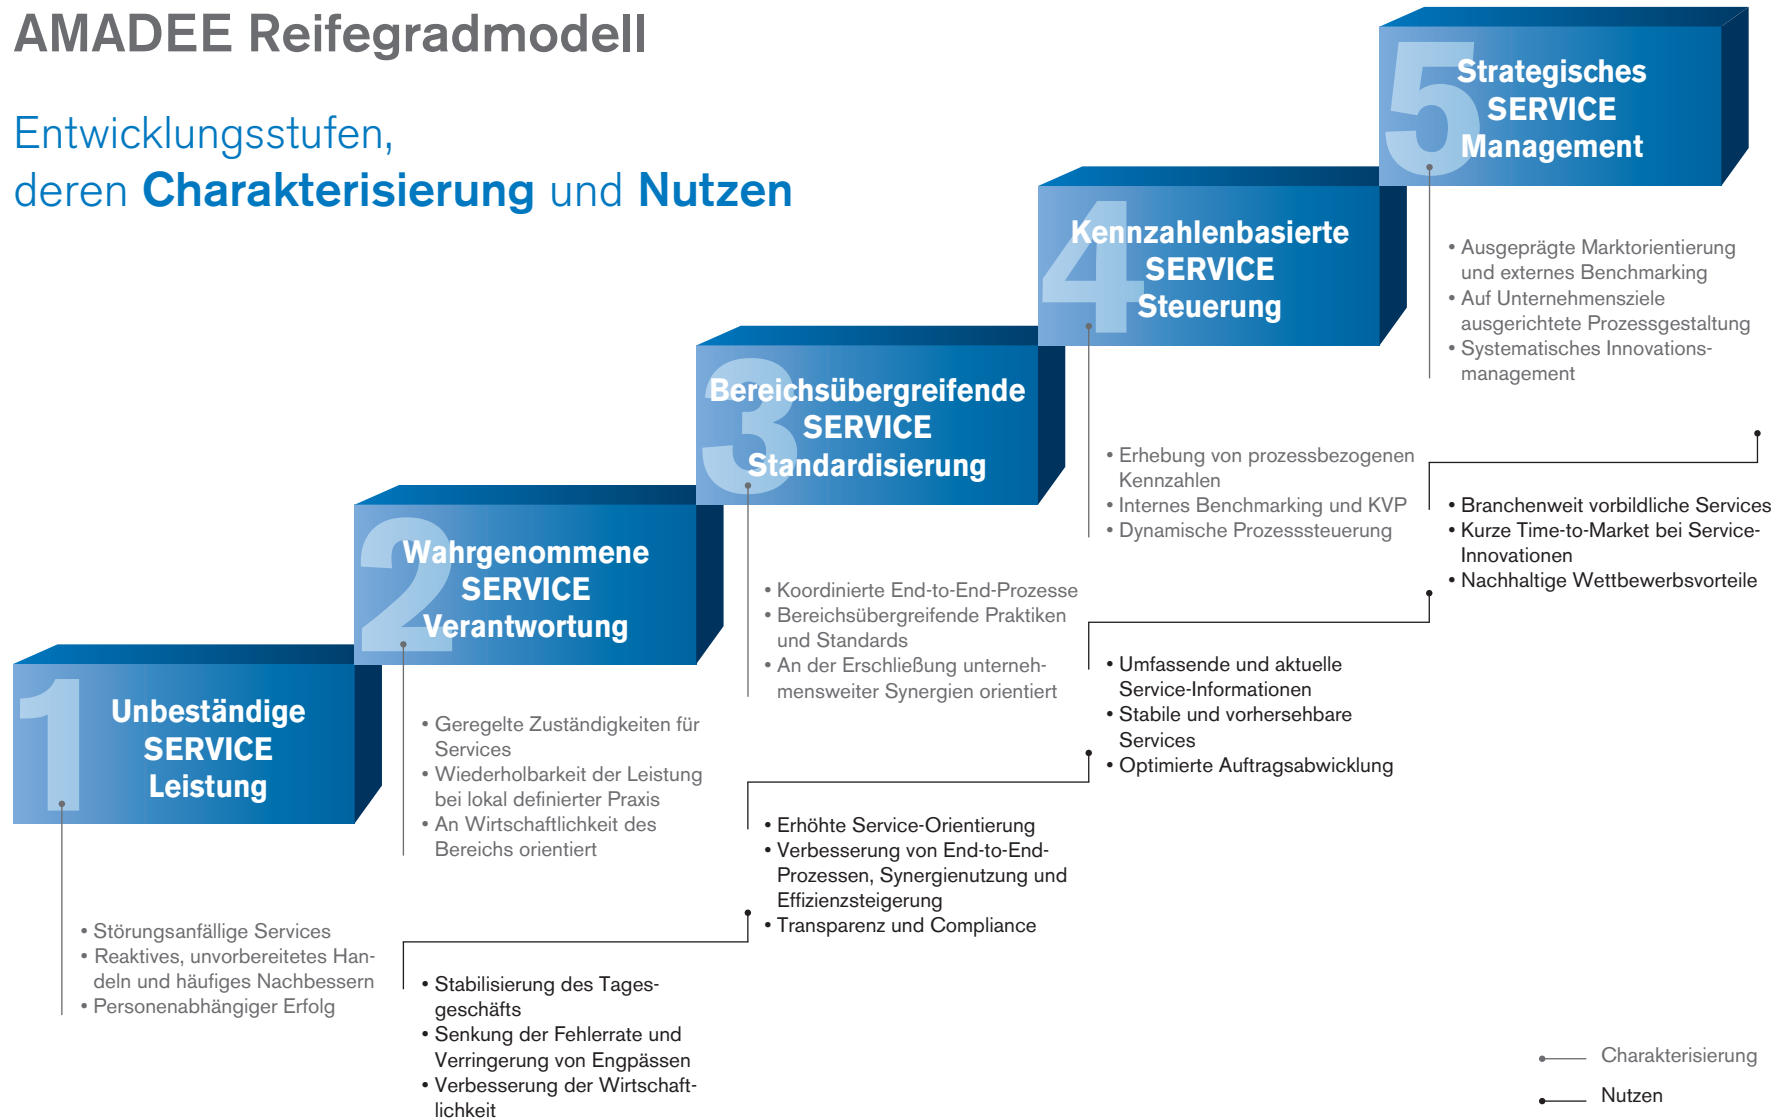 AMADEE Reifegradmodell
Entwicklungsstufen,
deren Charakterisierung und Nutzen
1
Unbeständige
SERVICE
Leistung
• Störungsanfällige Services
• Reaktives, unvorbereitetes Han-
deln und häufiges Nachbessern
• Personenabhängiger Erfolg
2
Wahrgenommene
SERVICE
Verantwortung
• Geregelte Zuständigkeiten für
Services
• Wiederholbarkeit der Leistung
bei lokal definierter Praxis
• An Wirtschaftlichkeit des
Bereichs orientiert
• Stabilisierung des Tages-
geschäfts
• Senkung der Fehlerrate und
Verringerung von Engpässen
• Verbesserung der Wirtschaft-
lichkeit
3
Bereichsübergreifende
SERVICE
Standardisierung
• Koordinierte End-to-End-Prozesse
• Bereichsübergreifende Praktiken
und Standards
• An der Erschließung unterneh-
mensweiter Synergien orientiert
• Erhöhte Service-Orientierung
• Verbesserung von End-to-End-
Prozessen, Synergienutzung und
Effizienzsteigerung
• Transparenz und Compliance
4
Kennzahlenbasierte
SERVICE
Steuerung
• Erhebung von prozessbezogenen
Kennzahlen
• Internes Benchmarking und KVP
• Dynamische Prozesssteuerung
• Umfassende und aktuelle
Service-Informationen
• Stabile und vorhersehbare
Services
• Optimierte Auftragsabwicklung
5
Strategisches
SERVICE
Management
• Ausgeprägte Marktorientierung
und externes Benchmarking
• Auf Unternehmensziele
ausgerichtete Prozessgestaltung
• Systematisches Innovations-
management
• Branchenweit vorbildliche Services
• Kurze Time-to-Market bei Service-
Innovationen
• Nachhaltige Wettbewerbsvorteile
Charakterisierung
Nutzen